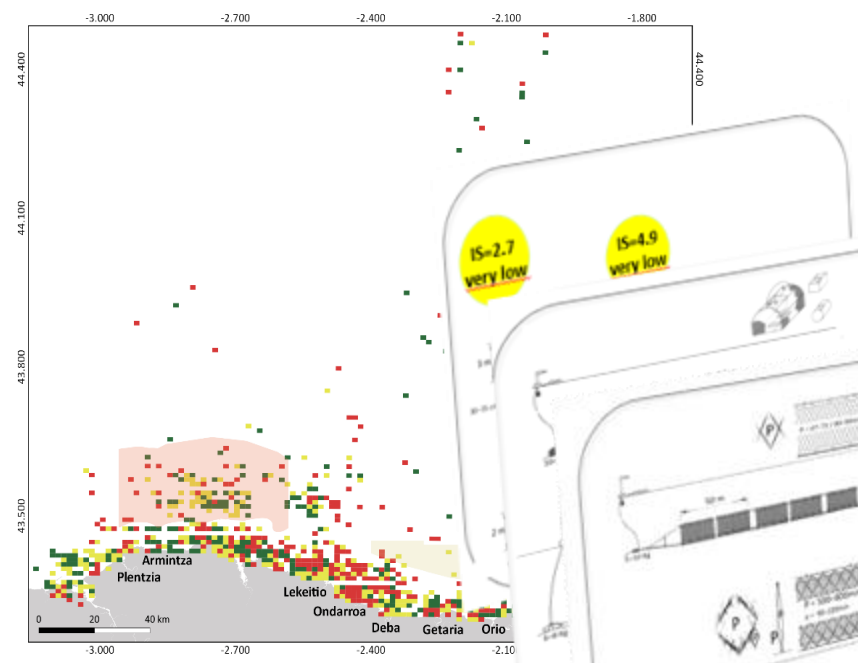 -3.000 -2.700 -2.400 -2.100 -1.800
44.400 44.400
44.100
43.800
43.500
IS=2.7
very low
IS=4.9
very low
P
50 m
P
Armintza
Plentzia
Lekeitio
Ondarroa
Deba Getaria Orio
0 20 40 km
-3.000 -2.700 -2.400 -2.100